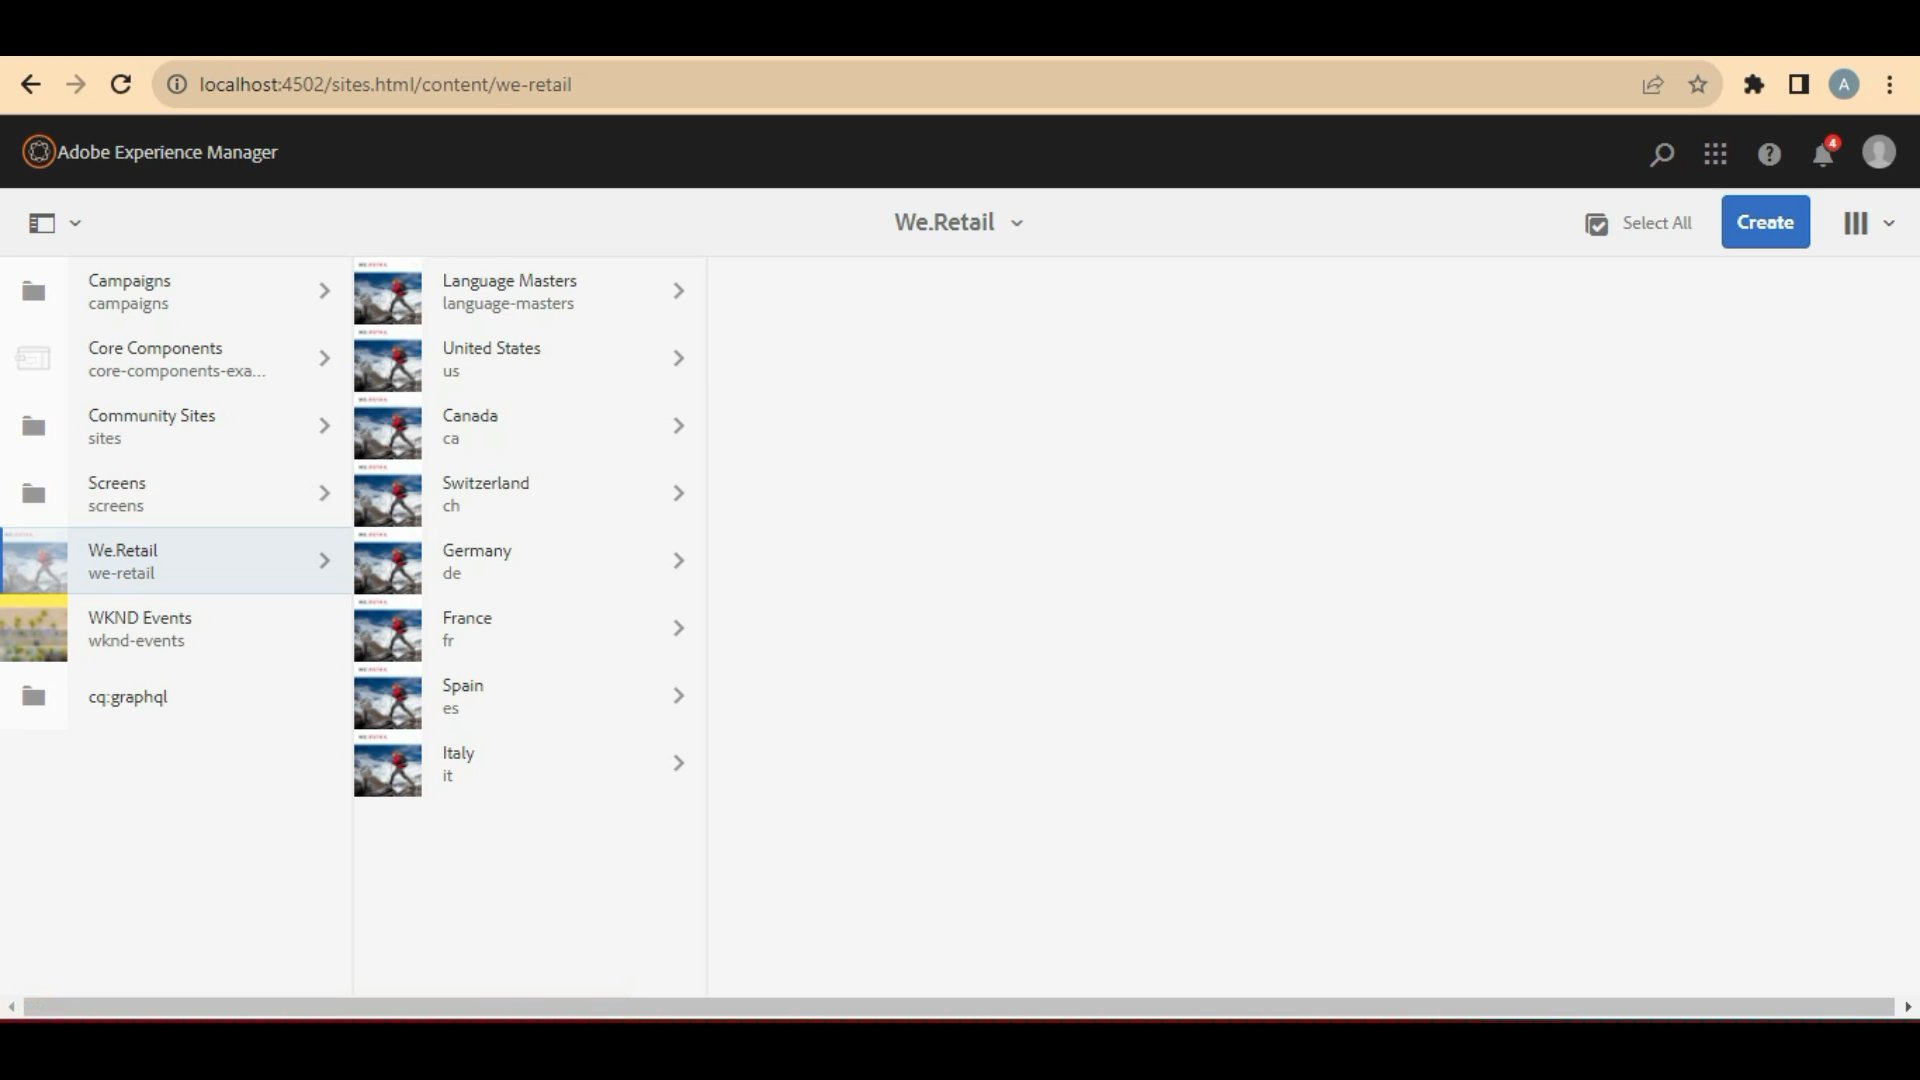 localhost:4502/sites.html/content/we-retail
A
Adobe Experience Manager
4
We.Retail
Select All
Create
Campaigns
campaigns
Core Components
core-components-exa...
Community Sites
sites
Screens
screens
We.Retail
we-retail
WKND Events
wknd-events
cq:graphql
Language Masters
language-masters
United States
us
Canada
ca
Switzerland
ch
Germany
de
France
fr
Spain
es
Italy
it